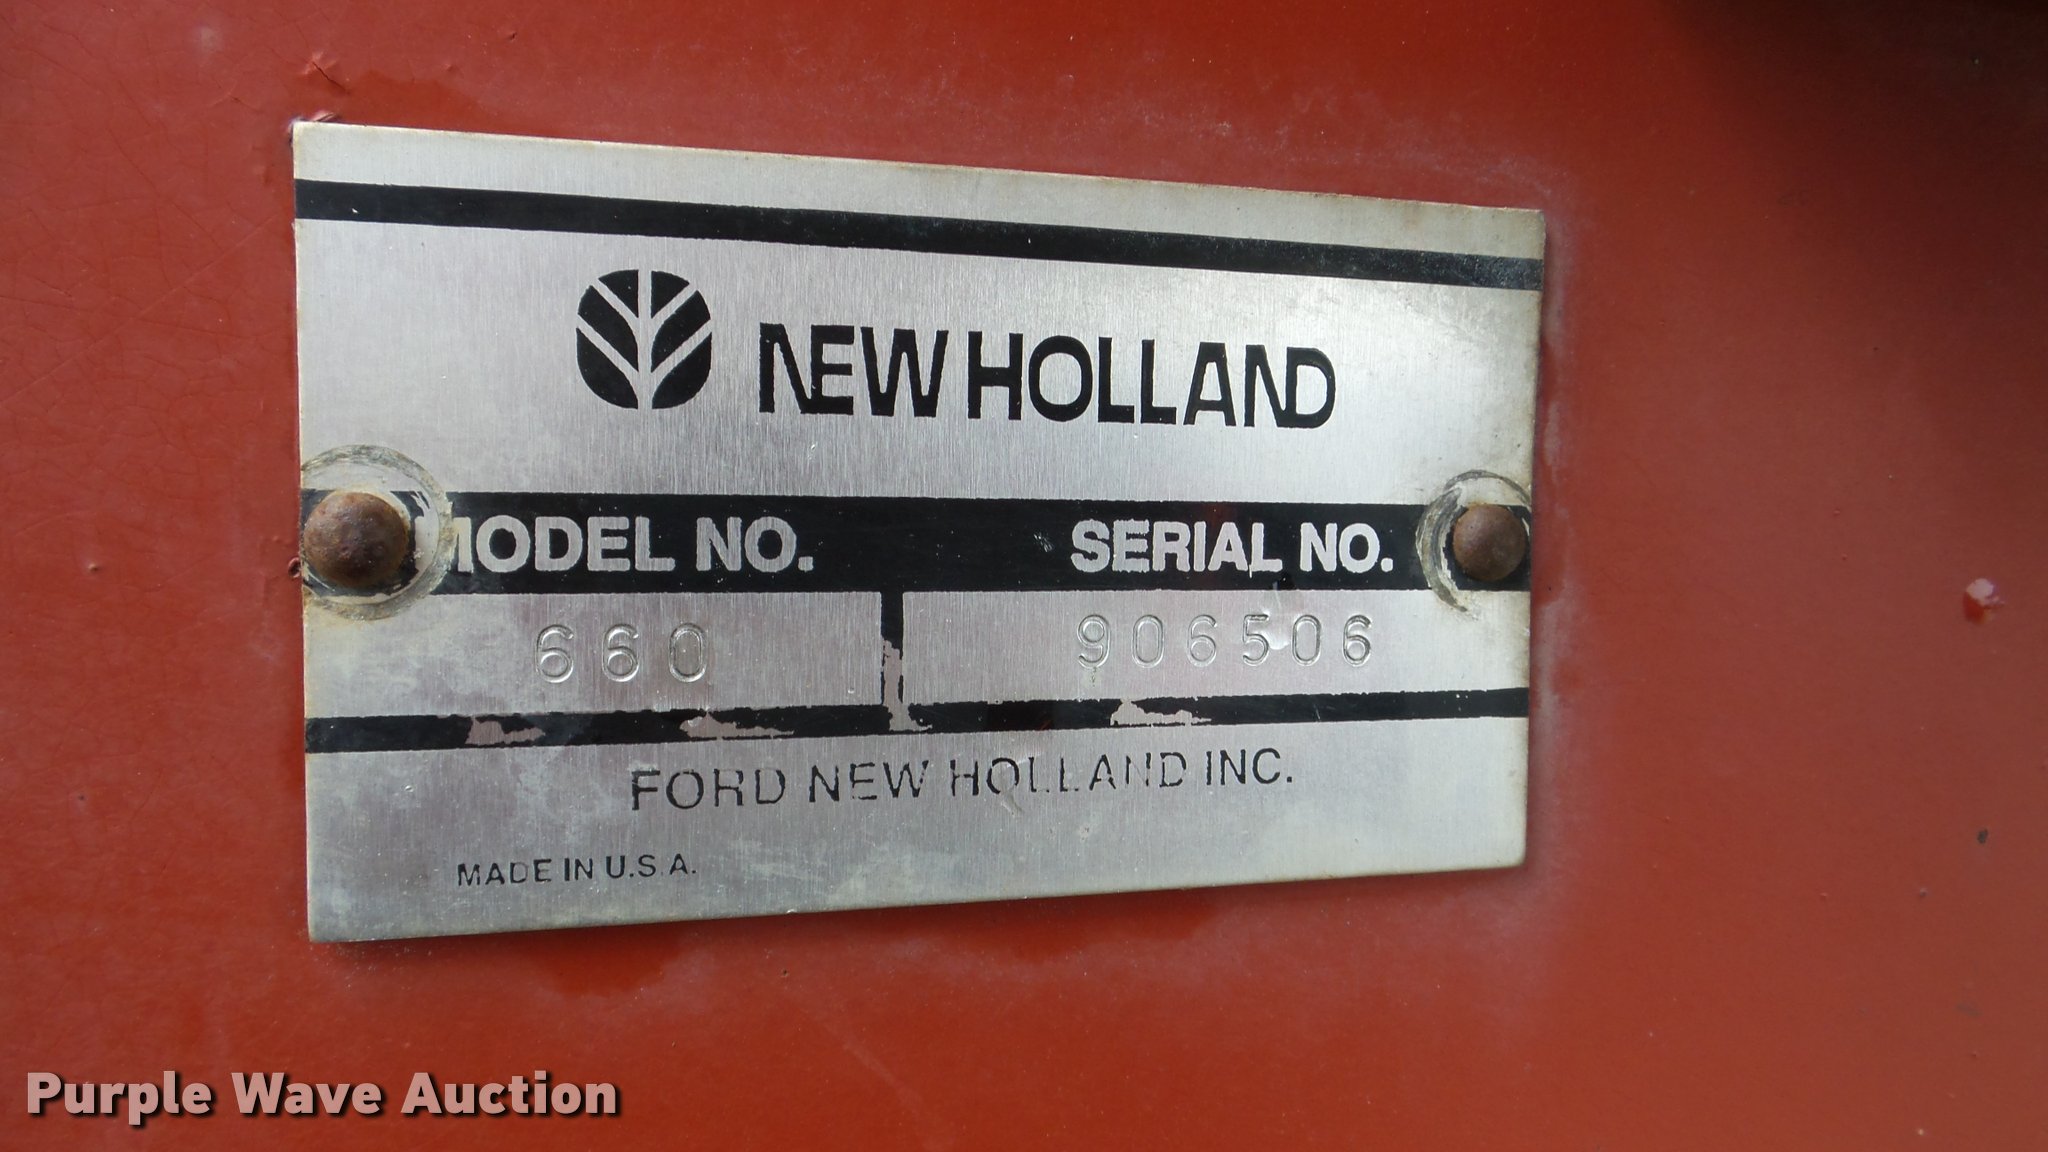 NEW HOLLAND
MODEL NO. SERIAL NO.
660 906506
FORD NEW HOLLAND INC.
MADE IN U.S.A.
Purple Wave Auction